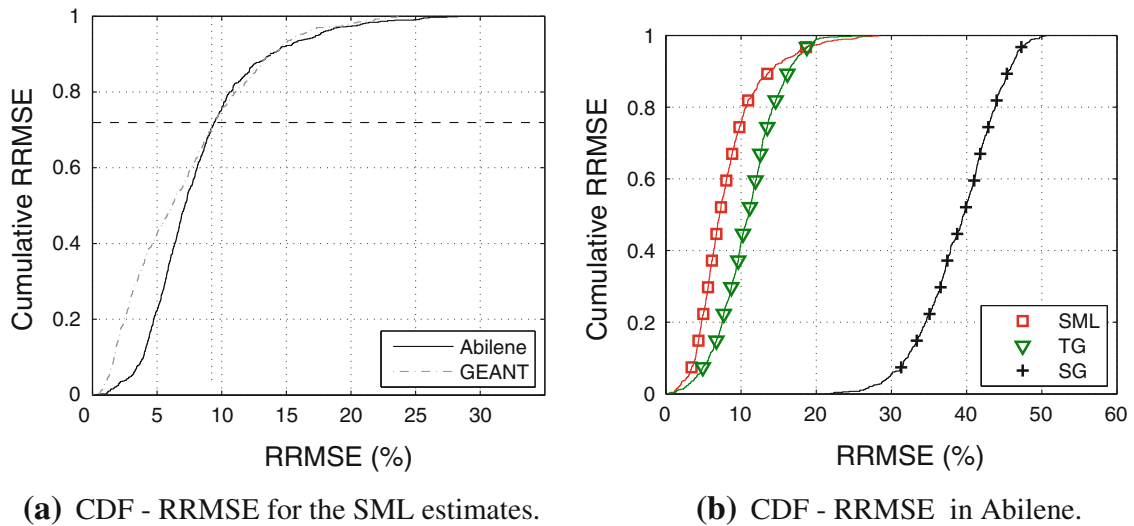 1
0.8
0.6
0.4
0.2
0
Cumulative RRMSE
0
5
10
15
20
25
30
RRMSE (%)
Abilene
GEANT
(a) CDF - RRMSE for the SML estimates.
1
0.8
0.6
0.4
0.2
0
Cumulative RRMSE
0
10
20
30
40
50
60
RRMSE (%)
SML
TG
SG
(b) CDF - RRMSE in Abilene.